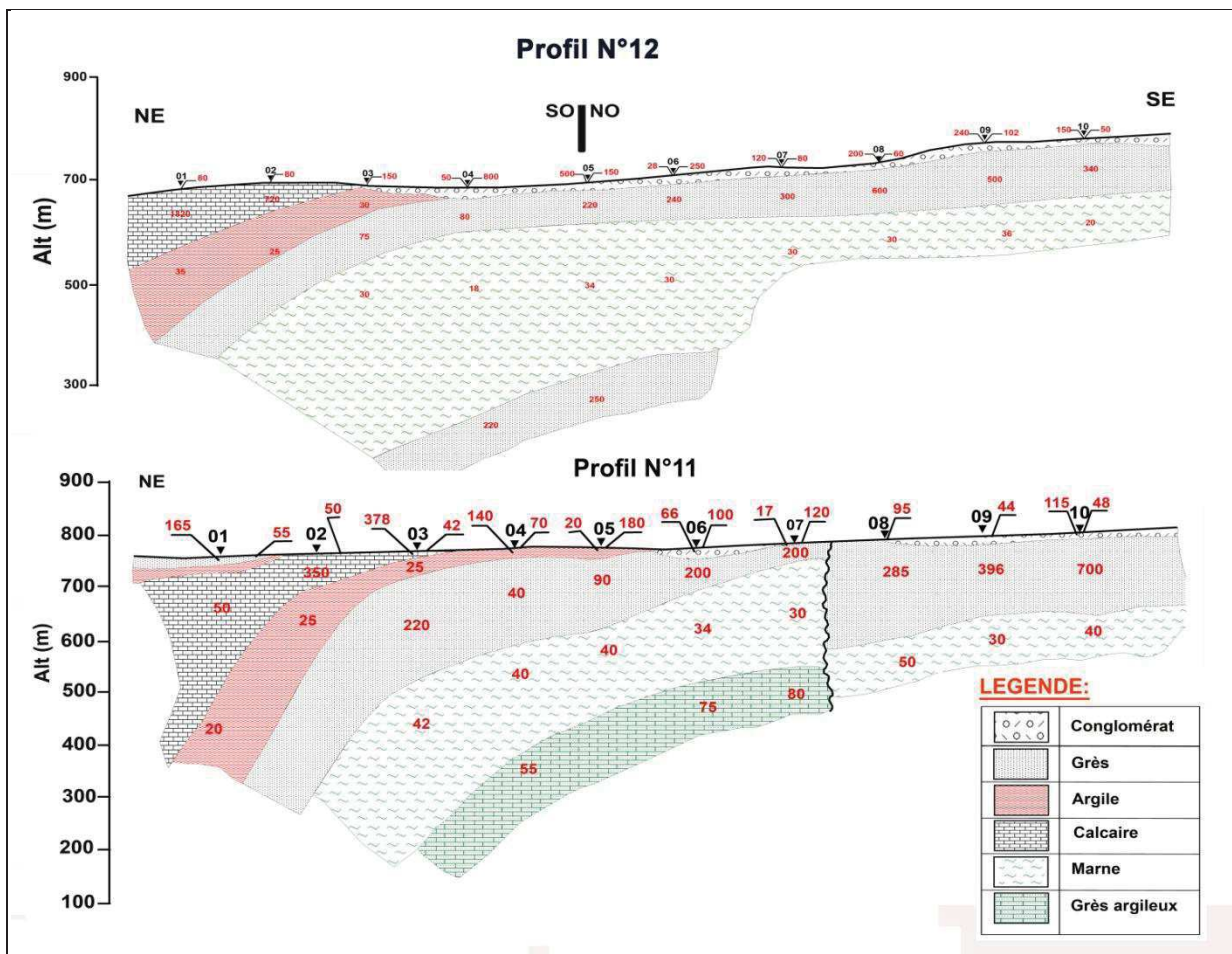 Profil N°12
900
NE
SO NO
SE
01 80 02 80 03 150 50 04 800 500 05 150 28 06 250 120 07 80 200 08 60 240 09 102 150 10 50
700
1520 720 30 80 220 240 300 600 500 340
75
25 36 20
35 30 30
500
30 18 34 30
Alt (m)
300
250
220
Profil N°11
900
NE
165 01 55 02 50 378 03 42 140 04 70 20 05 180 66 06 100 17 07 120 08 95 09 44 115 10 48
800
350 25 200
700
50 40 90 200 285 396 700
600
25 220 40 34 30 50 30 40
Alt (m)
500
20 42 40 75 80
400
55
300
200
100
LEGENDE:
Conglomérat
Grès
Argile
Calcaire
Marne
Grès argileux